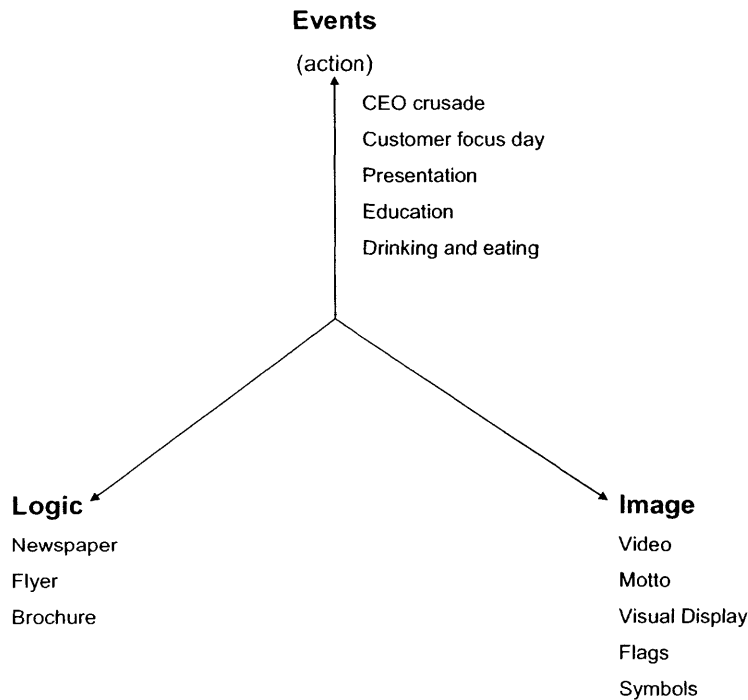 Events
(action)
CEO crusade
Customer focus day
Presentation
Education
Drinking and eating
Logic
Newspaper
Flyer
Brochure
Image
Video
Motto
Visual Display
Flags
Symbols